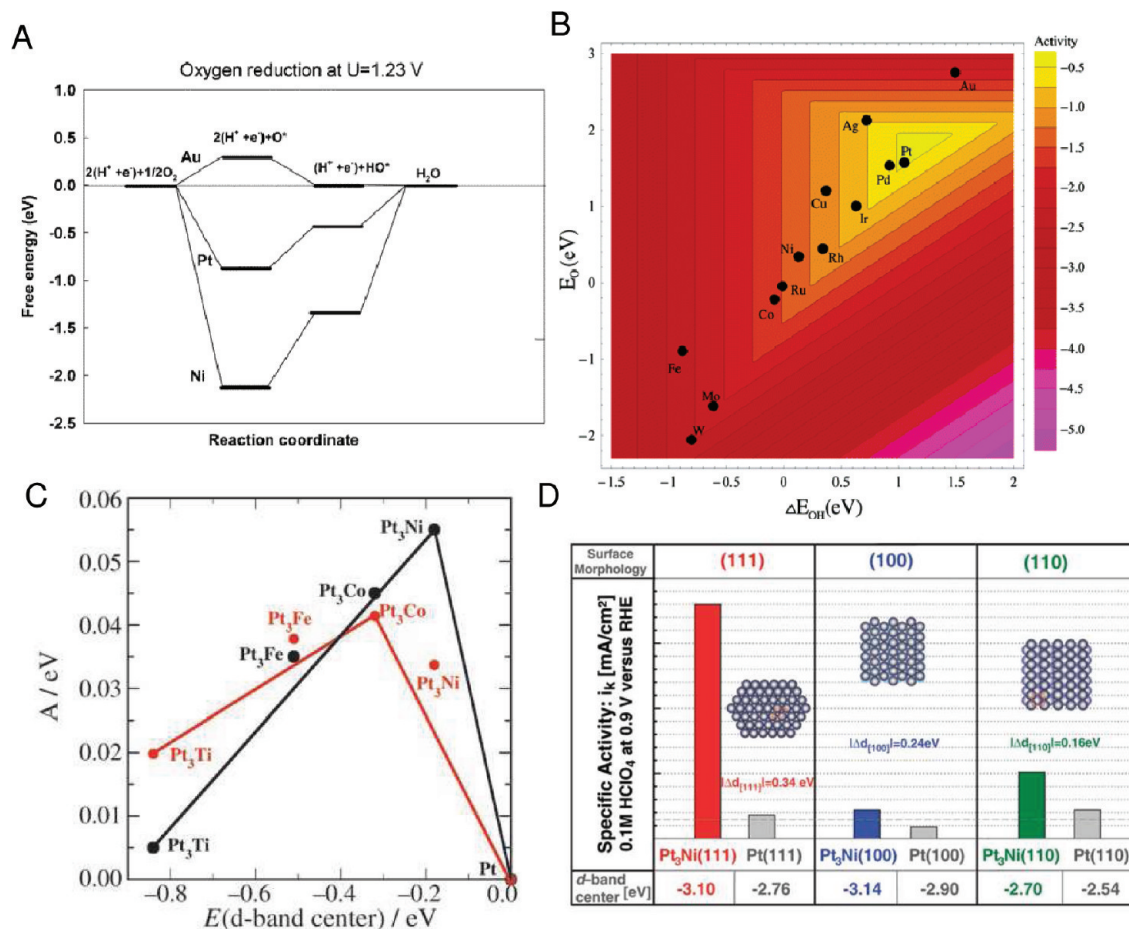 A
Oxygen reduction at U=1.23 V
1.0
0.5
0.0
-0.5
-1.0
-1.5
-2.0
-2.5
Free energy (eV)
2(H⁺ +e⁻)+1/2O₂
Au
2(H⁺ +e⁻)+O*
(H⁺ +e⁻)+HO*
H₂O
Pt
Ni
Reaction coordinate
B
Activity
3
2
1
0
−1
−2
E_O (eV)
Au
Ag
Pt
Pd
Cu
Ir
Ni
Rh
Ru
Co
Fe
Mo
W
−1.5 −1 −0.5 0 0.5 1 1.5 2
△E_OH (eV)
−0.5
−1.0
−1.5
−2.0
−2.5
−3.0
−3.5
−4.0
−4.5
−5.0
C
0.06
0.05
0.04
0.03
0.02
0.01
0.00
A / eV
Pt₃Ni
Pt₃Co
Pt₃Co
Pt₃Fe
Pt₃Fe
Pt₃Ni
Pt₃Ti
Pt₃Ti
Pt
−0.8 −0.6 −0.4 −0.2 0.0
E(d-band center) / eV
D
Surface Morphology
(111) (100) (110)
Specific Activity: iₖ [mA/cm²]
0.1M HClO₄ at 0.9 V versus RHE
|Δd[111]|=0.34 eV
|Δd[100]|=0.24eV
|Δd[110]|=0.16eV
Pt₃Ni(111) Pt(111) Pt₃Ni(100) Pt(100) Pt₃Ni(110) Pt(110)
d-band center [eV]
-3.10 -2.76 -3.14 -2.90 -2.70 -2.54